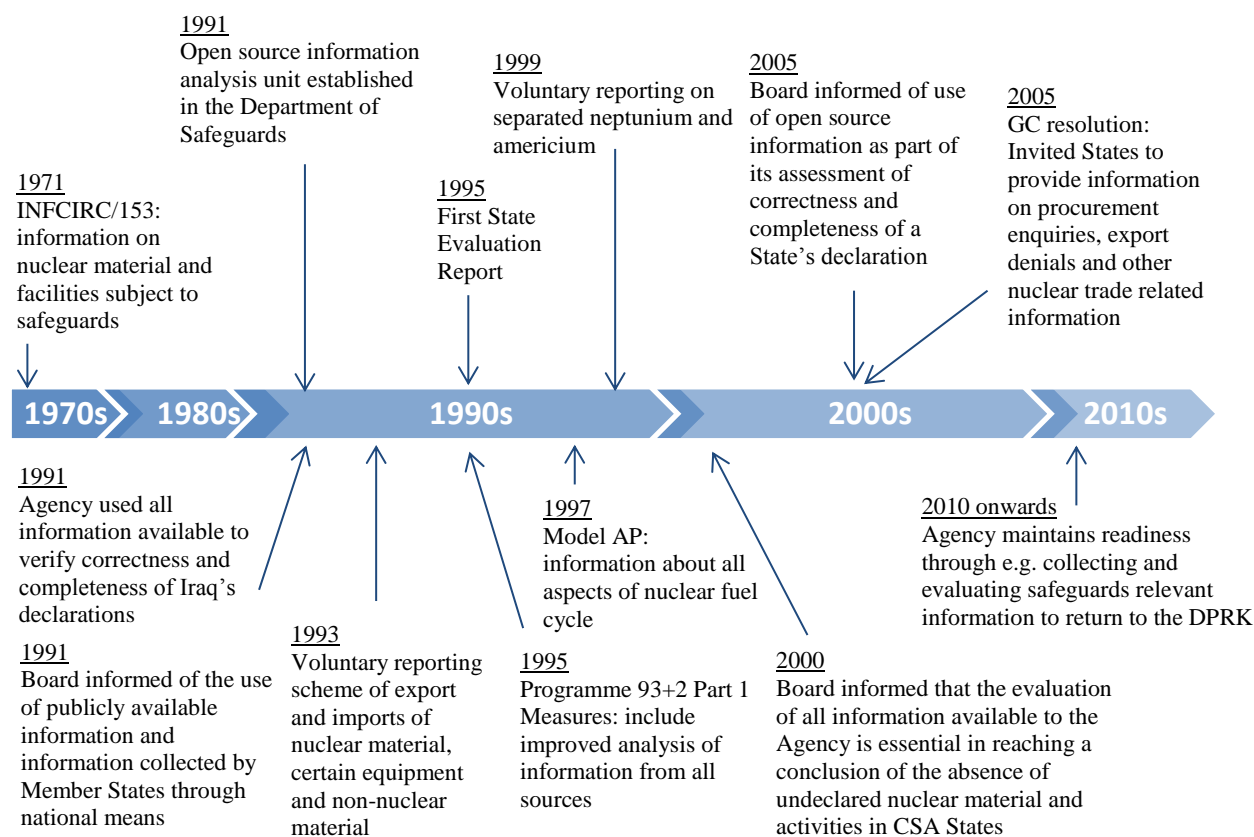 1991
Open source information
analysis unit established
in the Department of
Safeguards
1999
Voluntary reporting on
separated neptunium and
americium
2005
Board informed of use
of open source
information as part of
its assessment of
correctness and
completeness of a
State’s declaration
2005
GC resolution:
Invited States to
provide information
on procurement
enquiries, export
denials and other
nuclear trade related
information
1971
INFCIRC/153:
information on
nuclear material and
facilities subject to
safeguards
1995
First State
Evaluation
Report
1970s
1980s
1990s
2000s
2010s
1991
Agency used all
information available to
verify correctness and
completeness of Iraq’s
declarations
1991
Board informed of the use
of publicly available
information and
information collected by
Member States through
national means
1993
Voluntary reporting
scheme of export
and imports of
nuclear material,
certain equipment
and non-nuclear
material
1997
Model AP:
information about all
aspects of nuclear fuel
cycle
1995
Programme 93+2 Part 1
Measures: include
improved analysis of
information from all
sources
2000
Board informed that the evaluation
of all information available to the
Agency is essential in reaching a
conclusion of the absence of
undeclared nuclear material and
activities in CSA States
2010 onwards
Agency maintains readiness
through e.g. collecting and
evaluating safeguards relevant
information to return to the DPRK